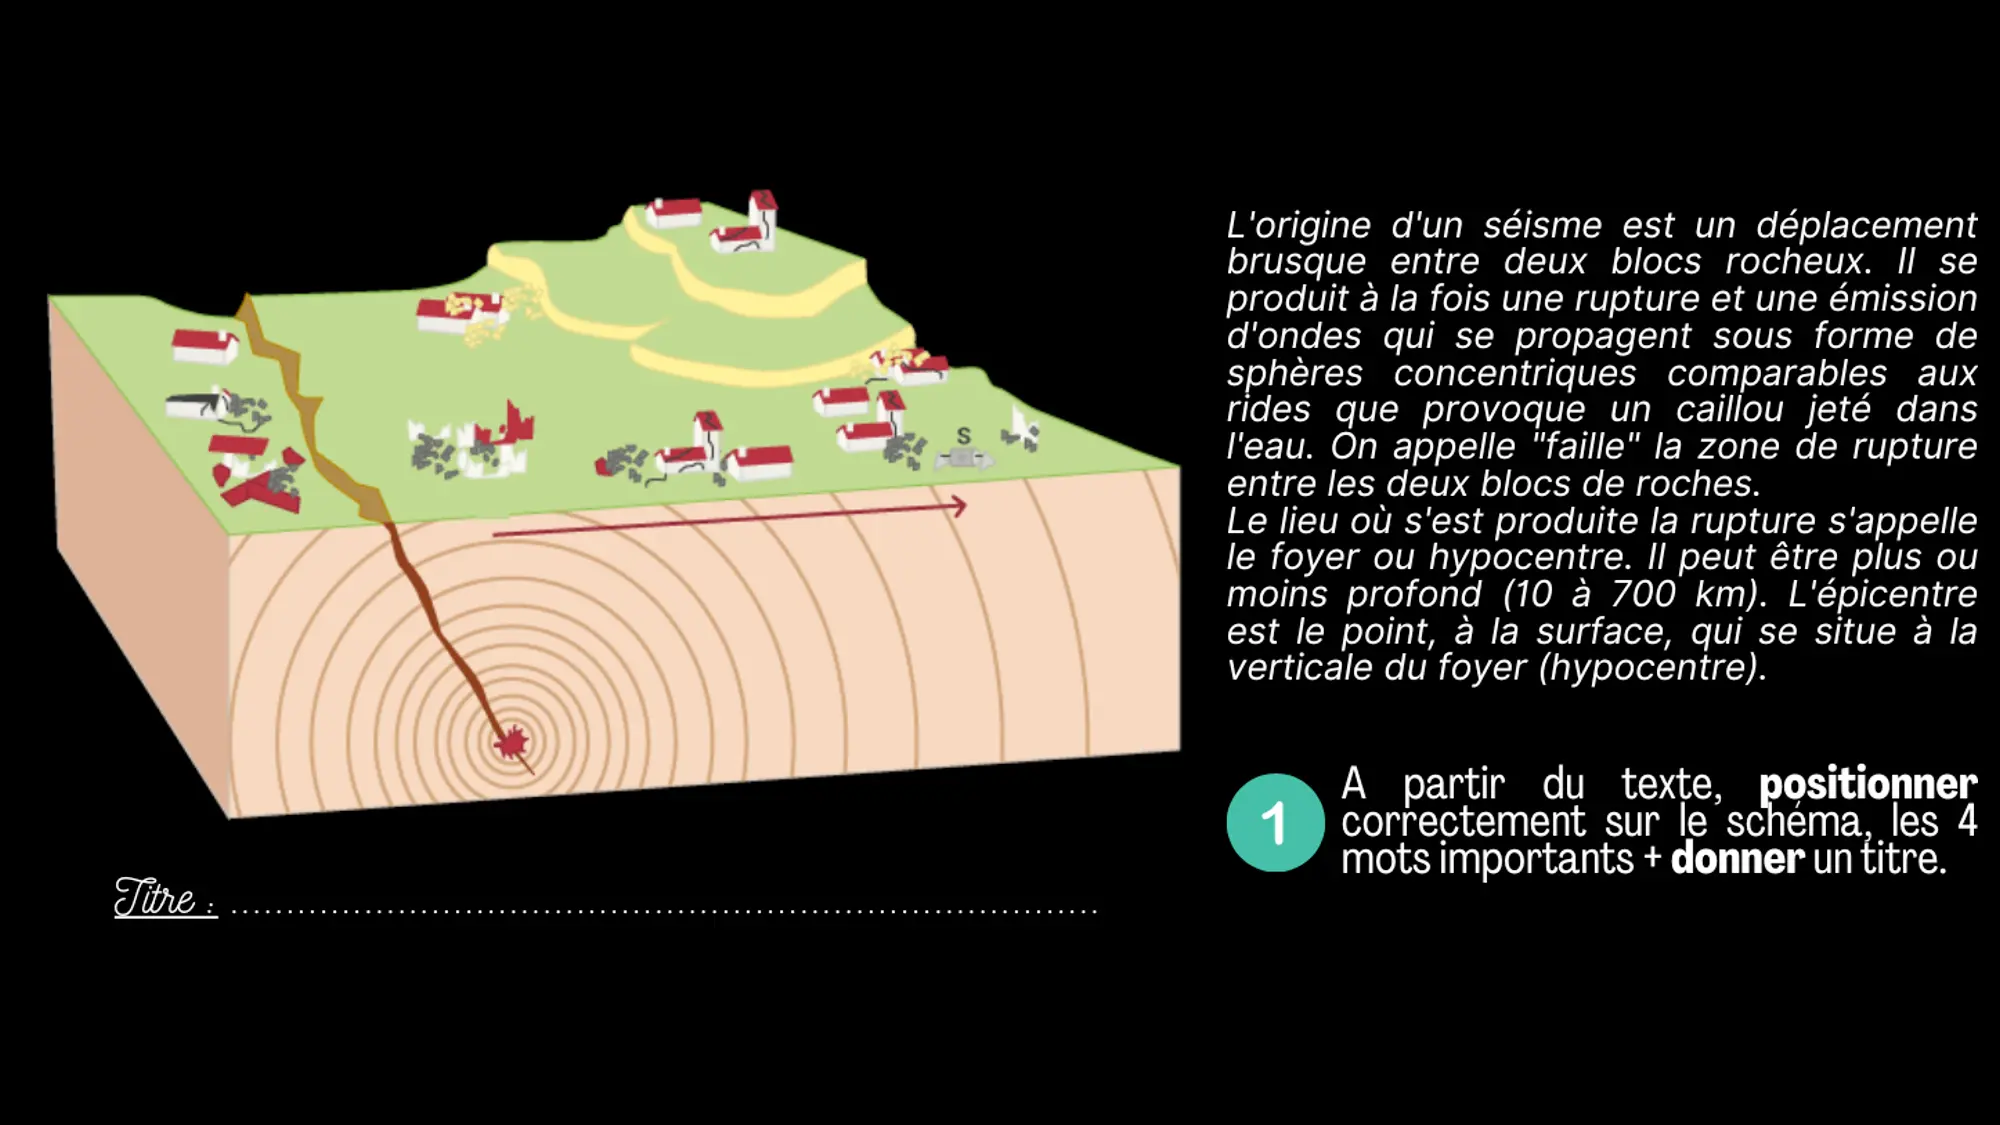 S
L'origine d'un séisme est un déplacement
brusque entre deux blocs rocheux. Il se
produit à la fois une rupture et une émission
d'ondes qui se propagent sous forme de
sphères concentriques comparables aux
rides que provoque un caillou jeté dans
l'eau. On appelle "faille" la zone de rupture
entre les deux blocs de roches.
Le lieu où s'est produite la rupture s'appelle
le foyer ou hypocentre. Il peut être plus ou
moins profond (10 à 700 km). L'épicentre
est le point, à la surface, qui se situe à la
verticale du foyer (hypocentre).
1
A partir du texte, positionner
correctement sur le schéma, les 4
mots importants + donner un titre.
Titre : ..............................................................................